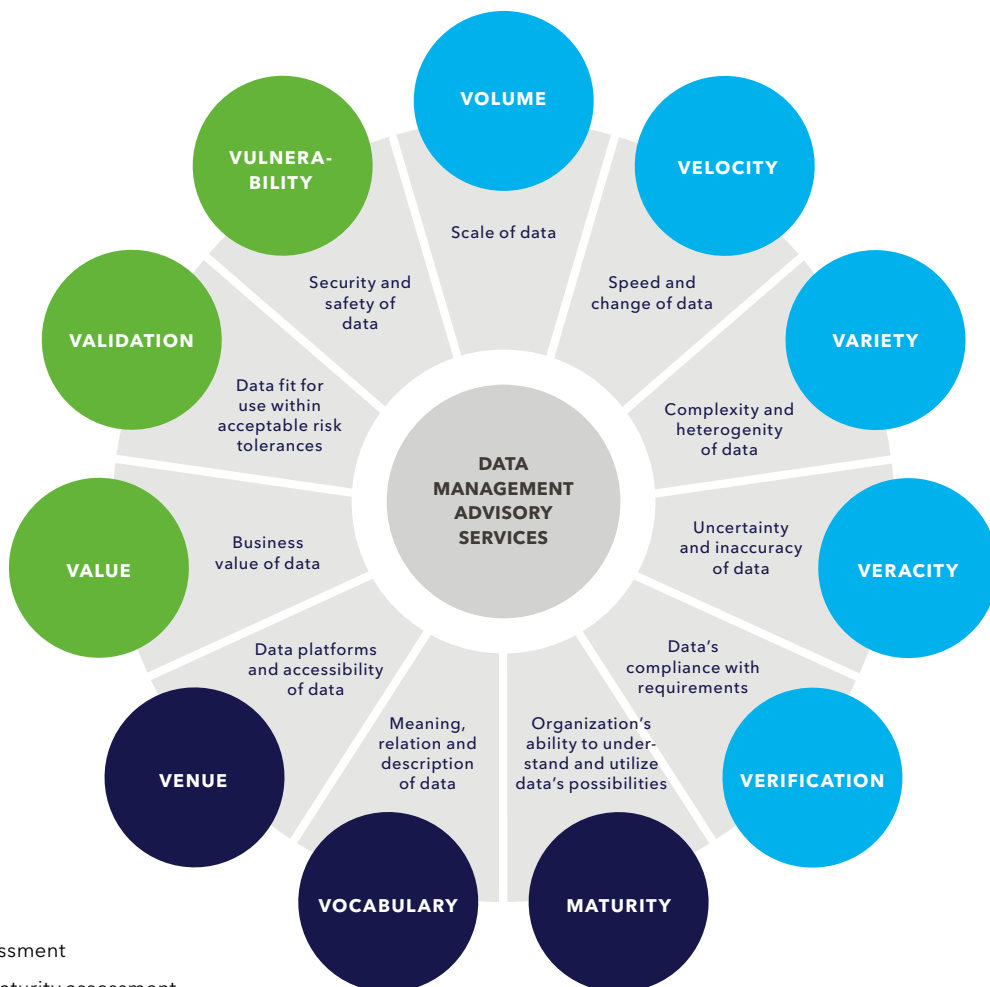 VOLUME
Scale of data
VELOCITY
Speed and
change of data
VARIETY
Complexity and
heterogenity
of data
VERACITY
Uncertainty
and inaccuracy
of data
VERIFICATION
Data’s
compliance with
requirements
MATURITY
Organization’s
ability to under-
stand and utilize
data’s possibilities
VOCABULARY
Meaning,
relation and
description
of data
VENUE
Data platforms
and accessibility
of data
VALUE
Business
value of data
VALIDATION
Data fit for
use within
acceptable risk
tolerances
VULNERA-
BILITY
Security and
safety of
data
DATA
MANAGEMENT
ADVISORY
SERVICES
ssment
assessment